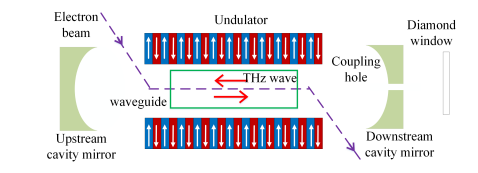 Electron
beam
Undulator
Diamond
window
Coupling
hole
THz wave
waveguide
Upstream
cavity mirror
Downstream
cavity mirror